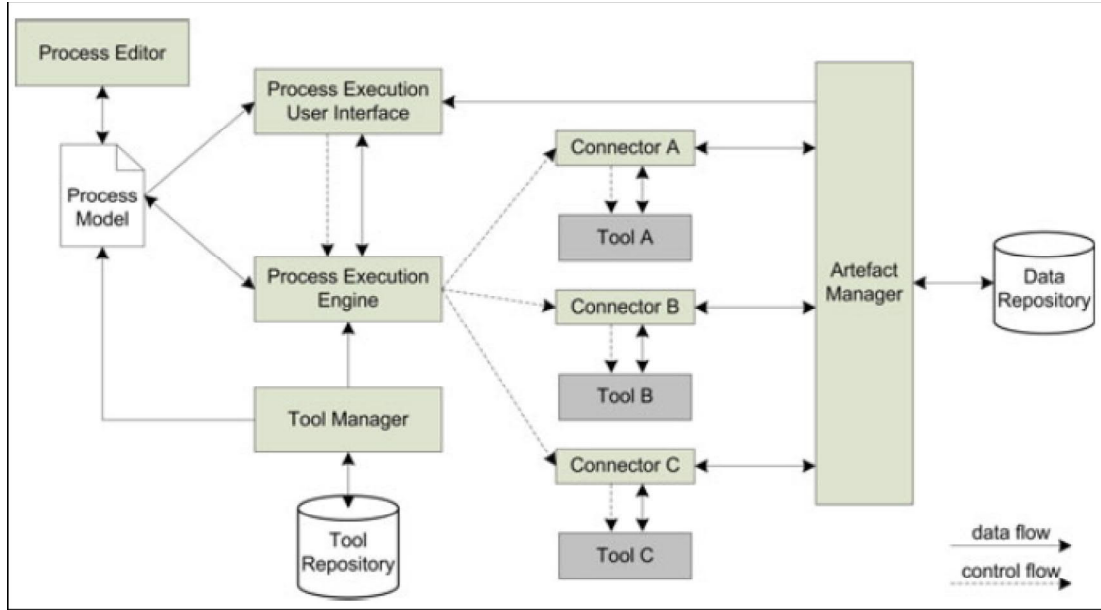 Process Editor
Process Execution
User Interface
Process
Model
Connector A
Tool A
Process Execution
Engine
Connector B
Tool B
Artefact
Manager
Data
Repository
Tool Manager
Connector C
Tool C
Tool
Repository
data flow
control flow